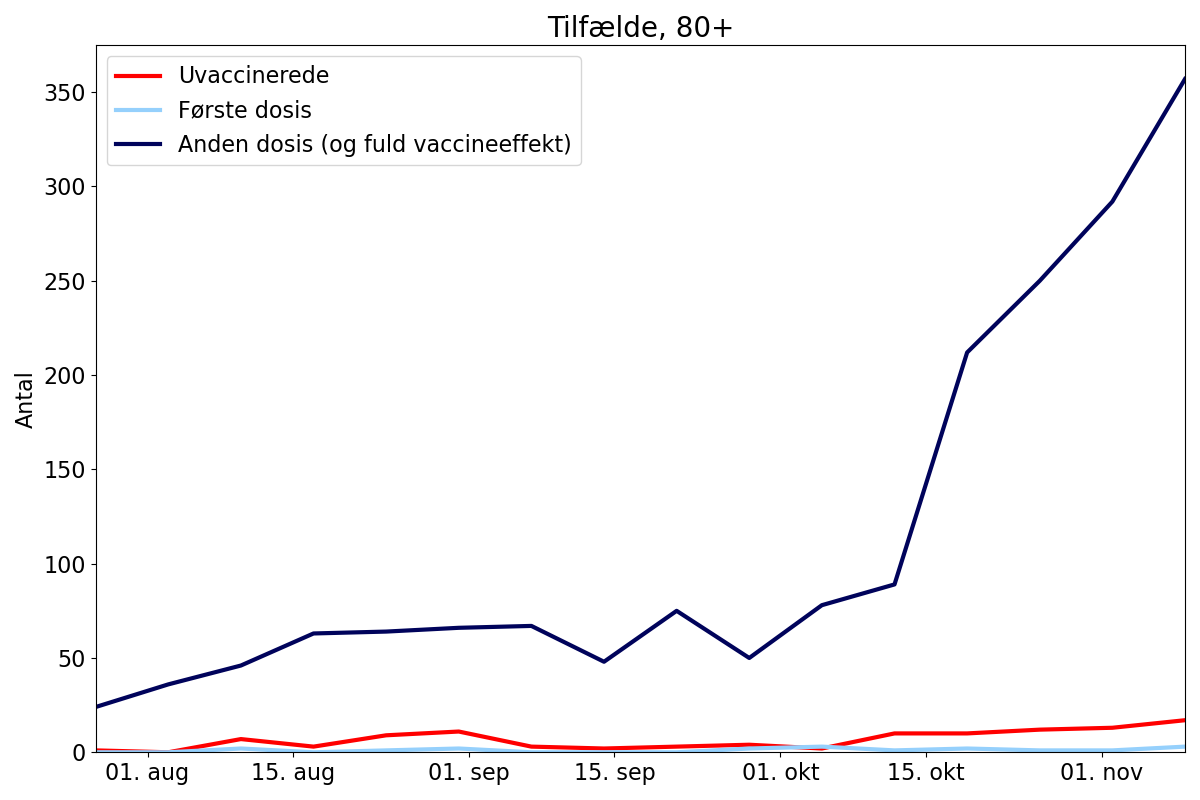 Tilfælde, 80+
Uvaccinerede
Første dosis
Anden dosis (og fuld vaccineeffekt)
Antal
350
300
250
200
150
100
50
0
01. aug 15. aug 01. sep 15. sep 01. okt 15. okt 01. nov